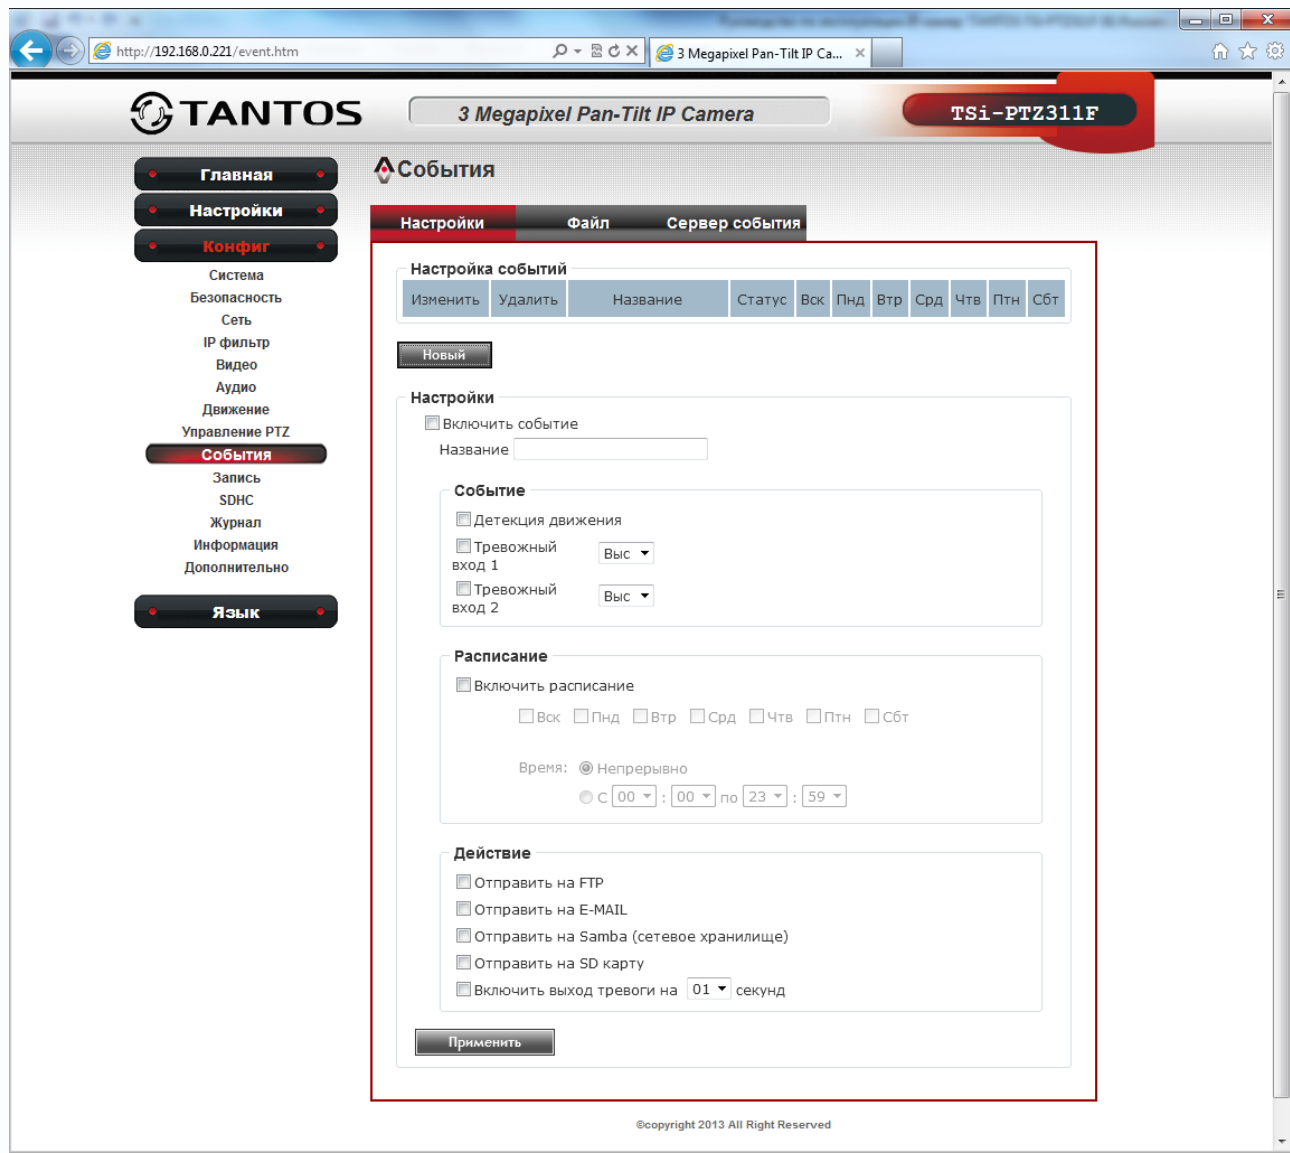 http://192.168.0.221/event.htm
3 Megapixel Pan-Tilt IP Ca...
TANTOS
3 Megapixel Pan-Tilt IP Camera
TSi-PTZ311F
Главная
Настройки
Конфиг
Система
Безопасность
Сеть
IP фильтр
Видео
Аудио
Движение
Управление PTZ
События
Запись
SDHC
Журнал
Информация
Дополнительно
Язык
События
Настройки Файл Сервер события
Настройка событий
Изменить Удалить Название Статус Вск Пнд Втр Срд Чтв Птн Сбт
Новый
Настройки
Включить событие
Название
Событие
Детекция движения
Тревожный вход 1 Выс
Тревожный вход 2 Выс
Расписание
Включить расписание
Вск Пнд Втр Срд Чтв Птн Сбт
Время: Непрерывно
С 00 : 00 по 23 : 59
Действие
Отправить на FTP
Отправить на E-MAIL
Отправить на Samba (сетевое хранилище)
Отправить на SD карту
Включить выход тревоги на 01 секунд
Применить
©copyright 2013 All Right Reserved